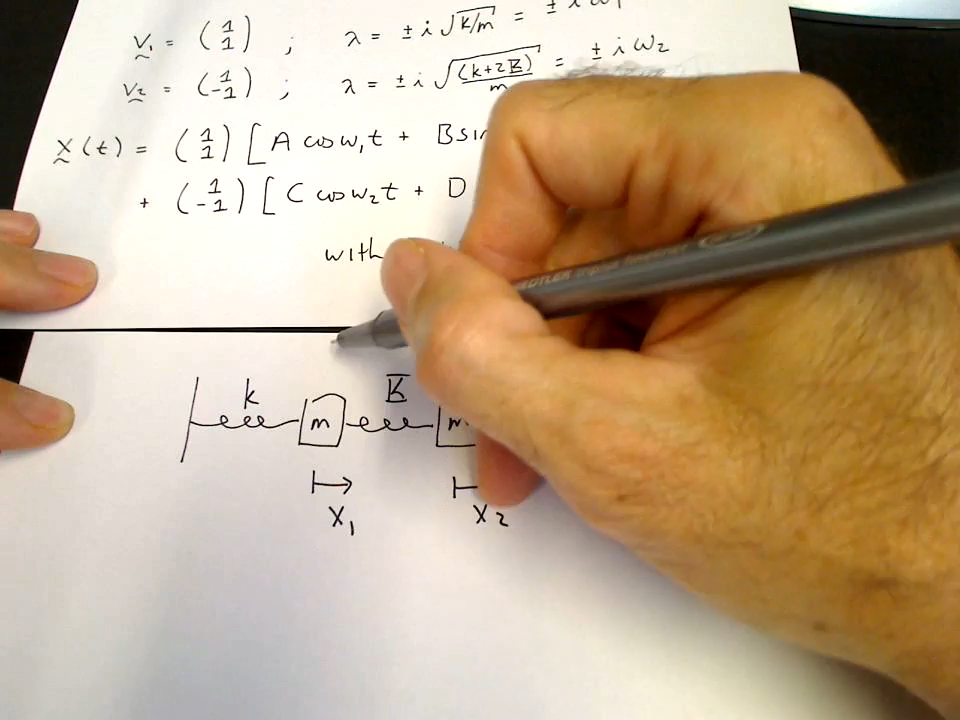 v₁ = (1 1) ; λ = ± i √k/m = ± i ω₁
v₂ = (1 -1) ; λ = ± i √(k+2K)/m = ± i ω₂
x(t) = (1 1) [A cos ω₁t + B sin
+ (1 -1) [C cos ω₂t + D
with
k K
m m
x₁ x₂